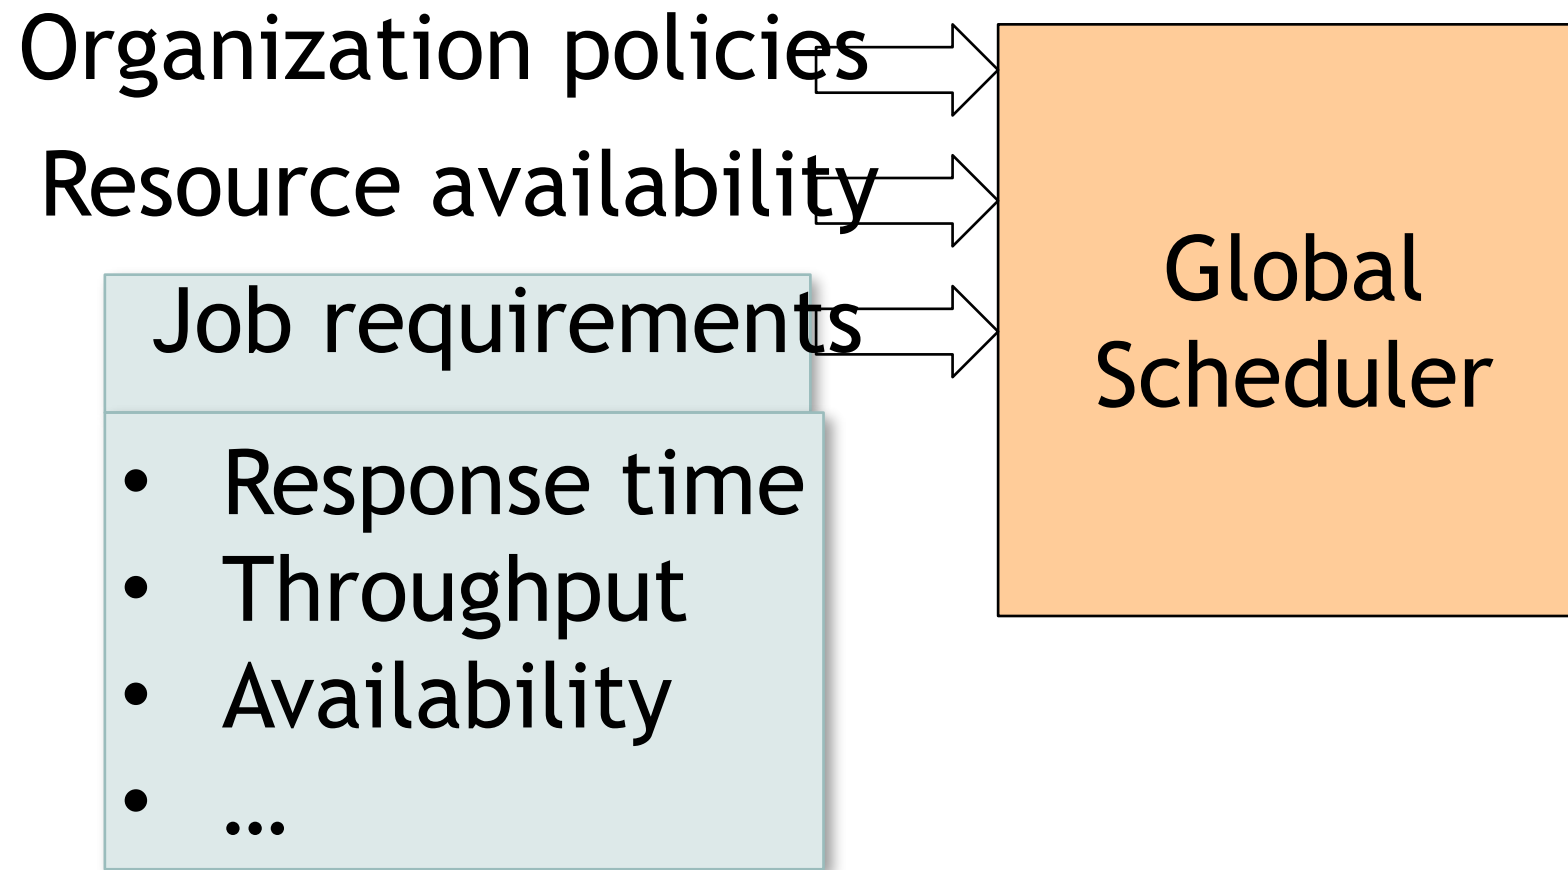 Organization policies
Resource availability
Job requirements
• Response time
• Throughput
• Availability
• …
Global
Scheduler